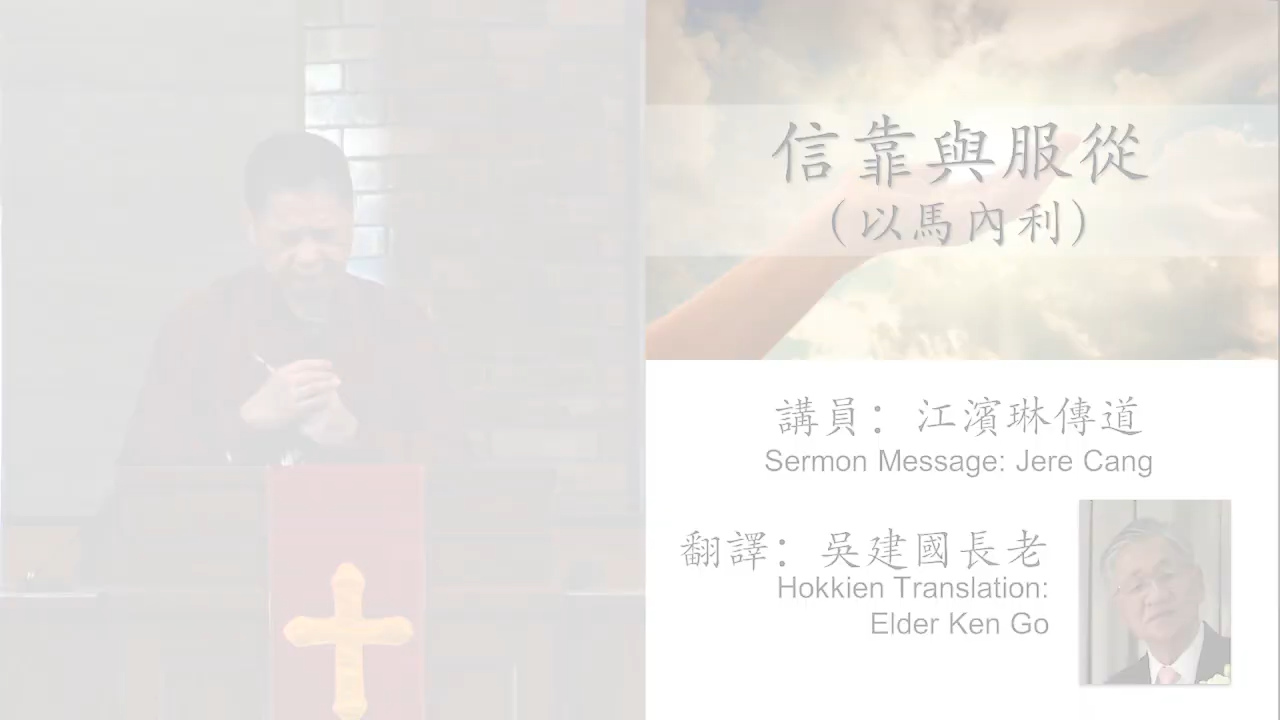 信靠與服從
（以馬內利）
講員：江濱琳傳道
Sermon Message: Jere Cang
翻譯：吳建國長老
Hokkien Translation:
Elder Ken Go